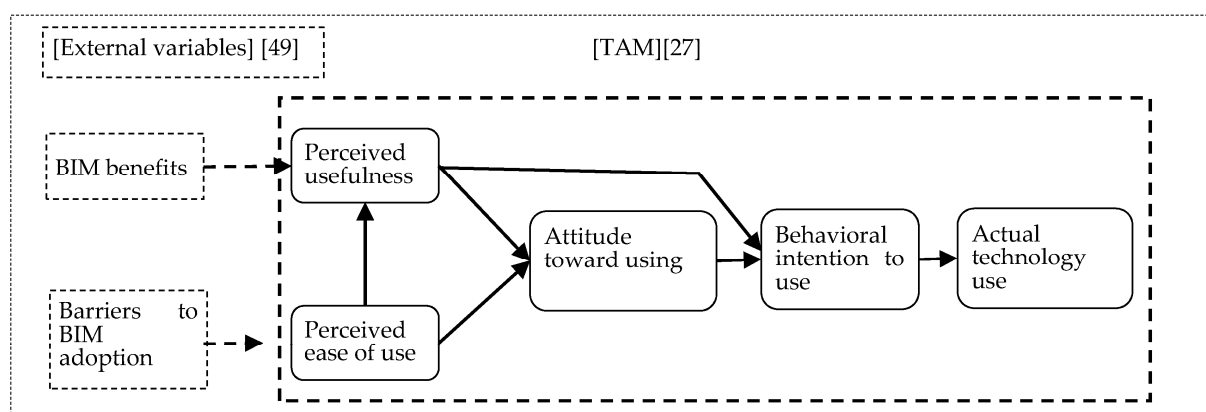 [External variables] [49]
[TAM][27]
BIM benefits
Perceived
usefulness
Attitude
toward using
Behavioral
intention to
use
Actual
technology
use
Barriers to
BIM
adoption
Perceived
ease of use